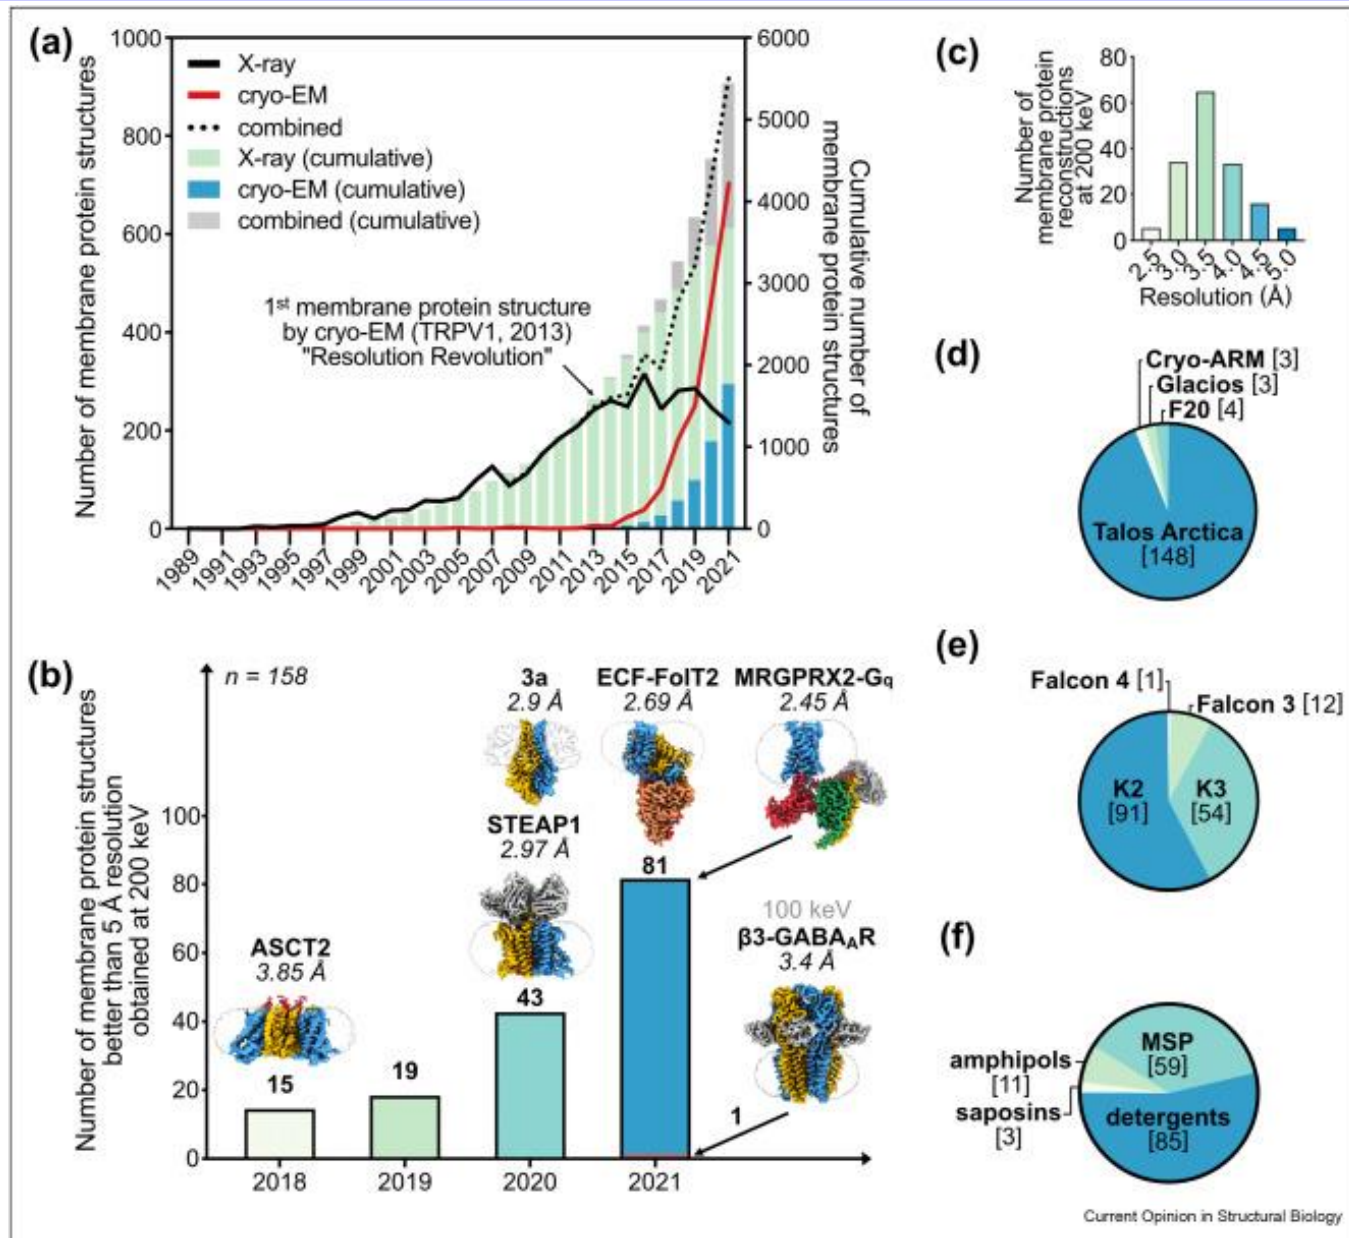 (a)
1000
800
600
400
200
0
Number of membrane protein structures
X-ray
cryo-EM
combined
X-ray (cumulative)
cryo-EM (cumulative)
combined (cumulative)
1st membrane protein structure
by cryo-EM (TRPV1, 2013)
"Resolution Revolution"
6000
5000
4000
3000
2000
1000
0
Cumulative number of
membrane protein structures
1989
1991
1993
1995
1997
1999
2001
2003
2005
2007
2009
2011
2013
2015
2017
2019
2021
(b)
n = 158
Number of membrane protein structures
better than 5 Å resolution
obtained at 200 keV
100
80
60
40
20
0
ASCT2
3.85 Å
15
19
3a
2.9 Å
STEAP1
2.97 Å
43
ECF-FolT2
2.69 Å
81
MRGPRX2-Gq
2.45 Å
100 keV
β3-GABAAR
3.4 Å
1
2018
2019
2020
2021
(c)
Number of
membrane protein
reconstructions
at 200 keV
80
60
40
20
0
2.5
3.0
3.5
4.0
4.5
5.0
Resolution (Å)
(d)
Cryo-ARM [3]
Glacios [3]
F20 [4]
Talos Arctica
[148]
(e)
Falcon 4 [1]
Falcon 3 [12]
K2
[91]
K3
[54]
(f)
MSP
[59]
amphipols
[11]
saposins
[3]
detergents
[85]
Current Opinion in Structural Biology